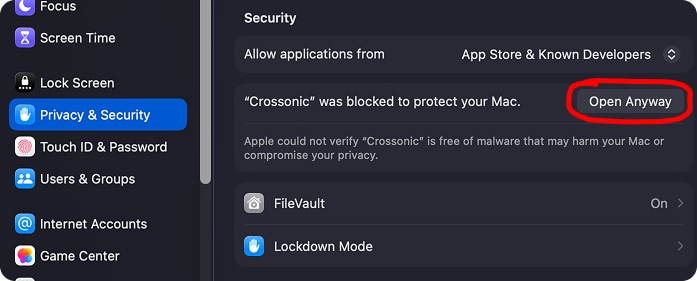 Focus
Screen Time
Lock Screen
Privacy & Security
Touch ID & Password
Users & Groups
Internet Accounts
Game Center
Security
Allow applications from App Store & Known Developers
“Crossonic” was blocked to protect your Mac. Open Anyway
Apple could not verify “Crossonic” is free of malware that may harm your Mac or
compromise your privacy.
FileVault On
Lockdown Mode